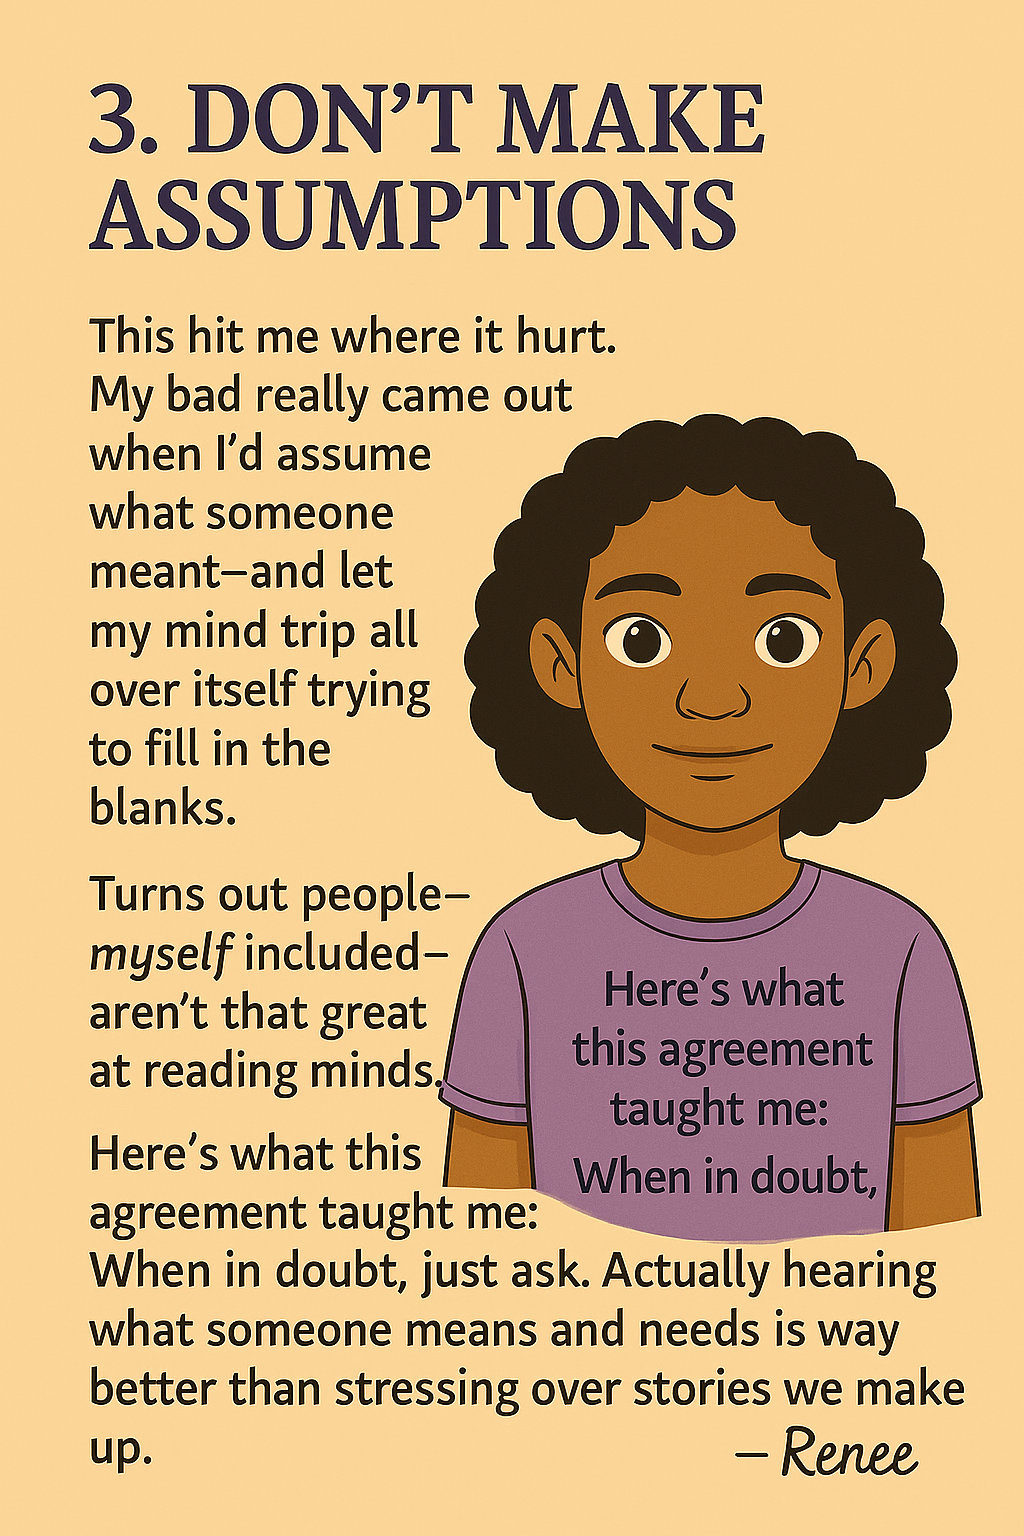 3. DON’T MAKE
ASSUMPTIONS
This hit me where it hurt.
My bad really came out
when I’d assume
what someone
meant—and let
my mind trip all
over itself trying
to fill in the
blanks.
Turns out people—
myself included—
aren’t that great
at reading minds.
Here’s what this
agreement taught me:
When in doubt, just ask. Actually hearing
what someone means and needs is way
better than stressing over stories we make
up.
— Renee
Here’s what
this agreement
taught me:
When in doubt,